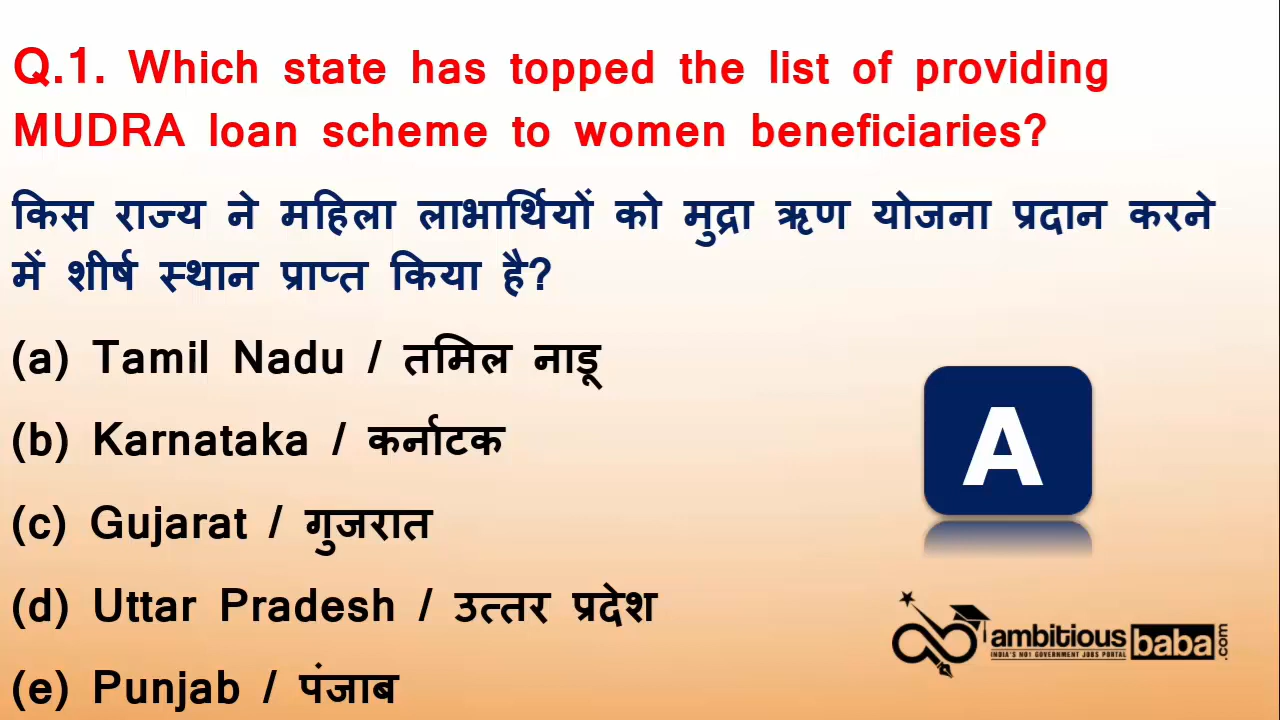 Q.1. Which state has topped the list of providing
MUDRA loan scheme to women beneficiaries?
किस राज्य ने महिला लाभार्थियों को मुद्रा ऋण योजना प्रदान करने
में शीर्ष स्थान प्राप्त किया है?
(a) Tamil Nadu / तमिल नाडू
(b) Karnataka / कर्नाटक
(c) Gujarat / गुजरात
(d) Uttar Pradesh / उत्तर प्रदेश
(e) Punjab / पंजाब
A
ambitiousbaba.com
INDIA'S NO1 GOVERNMENT JOBS PORTAL